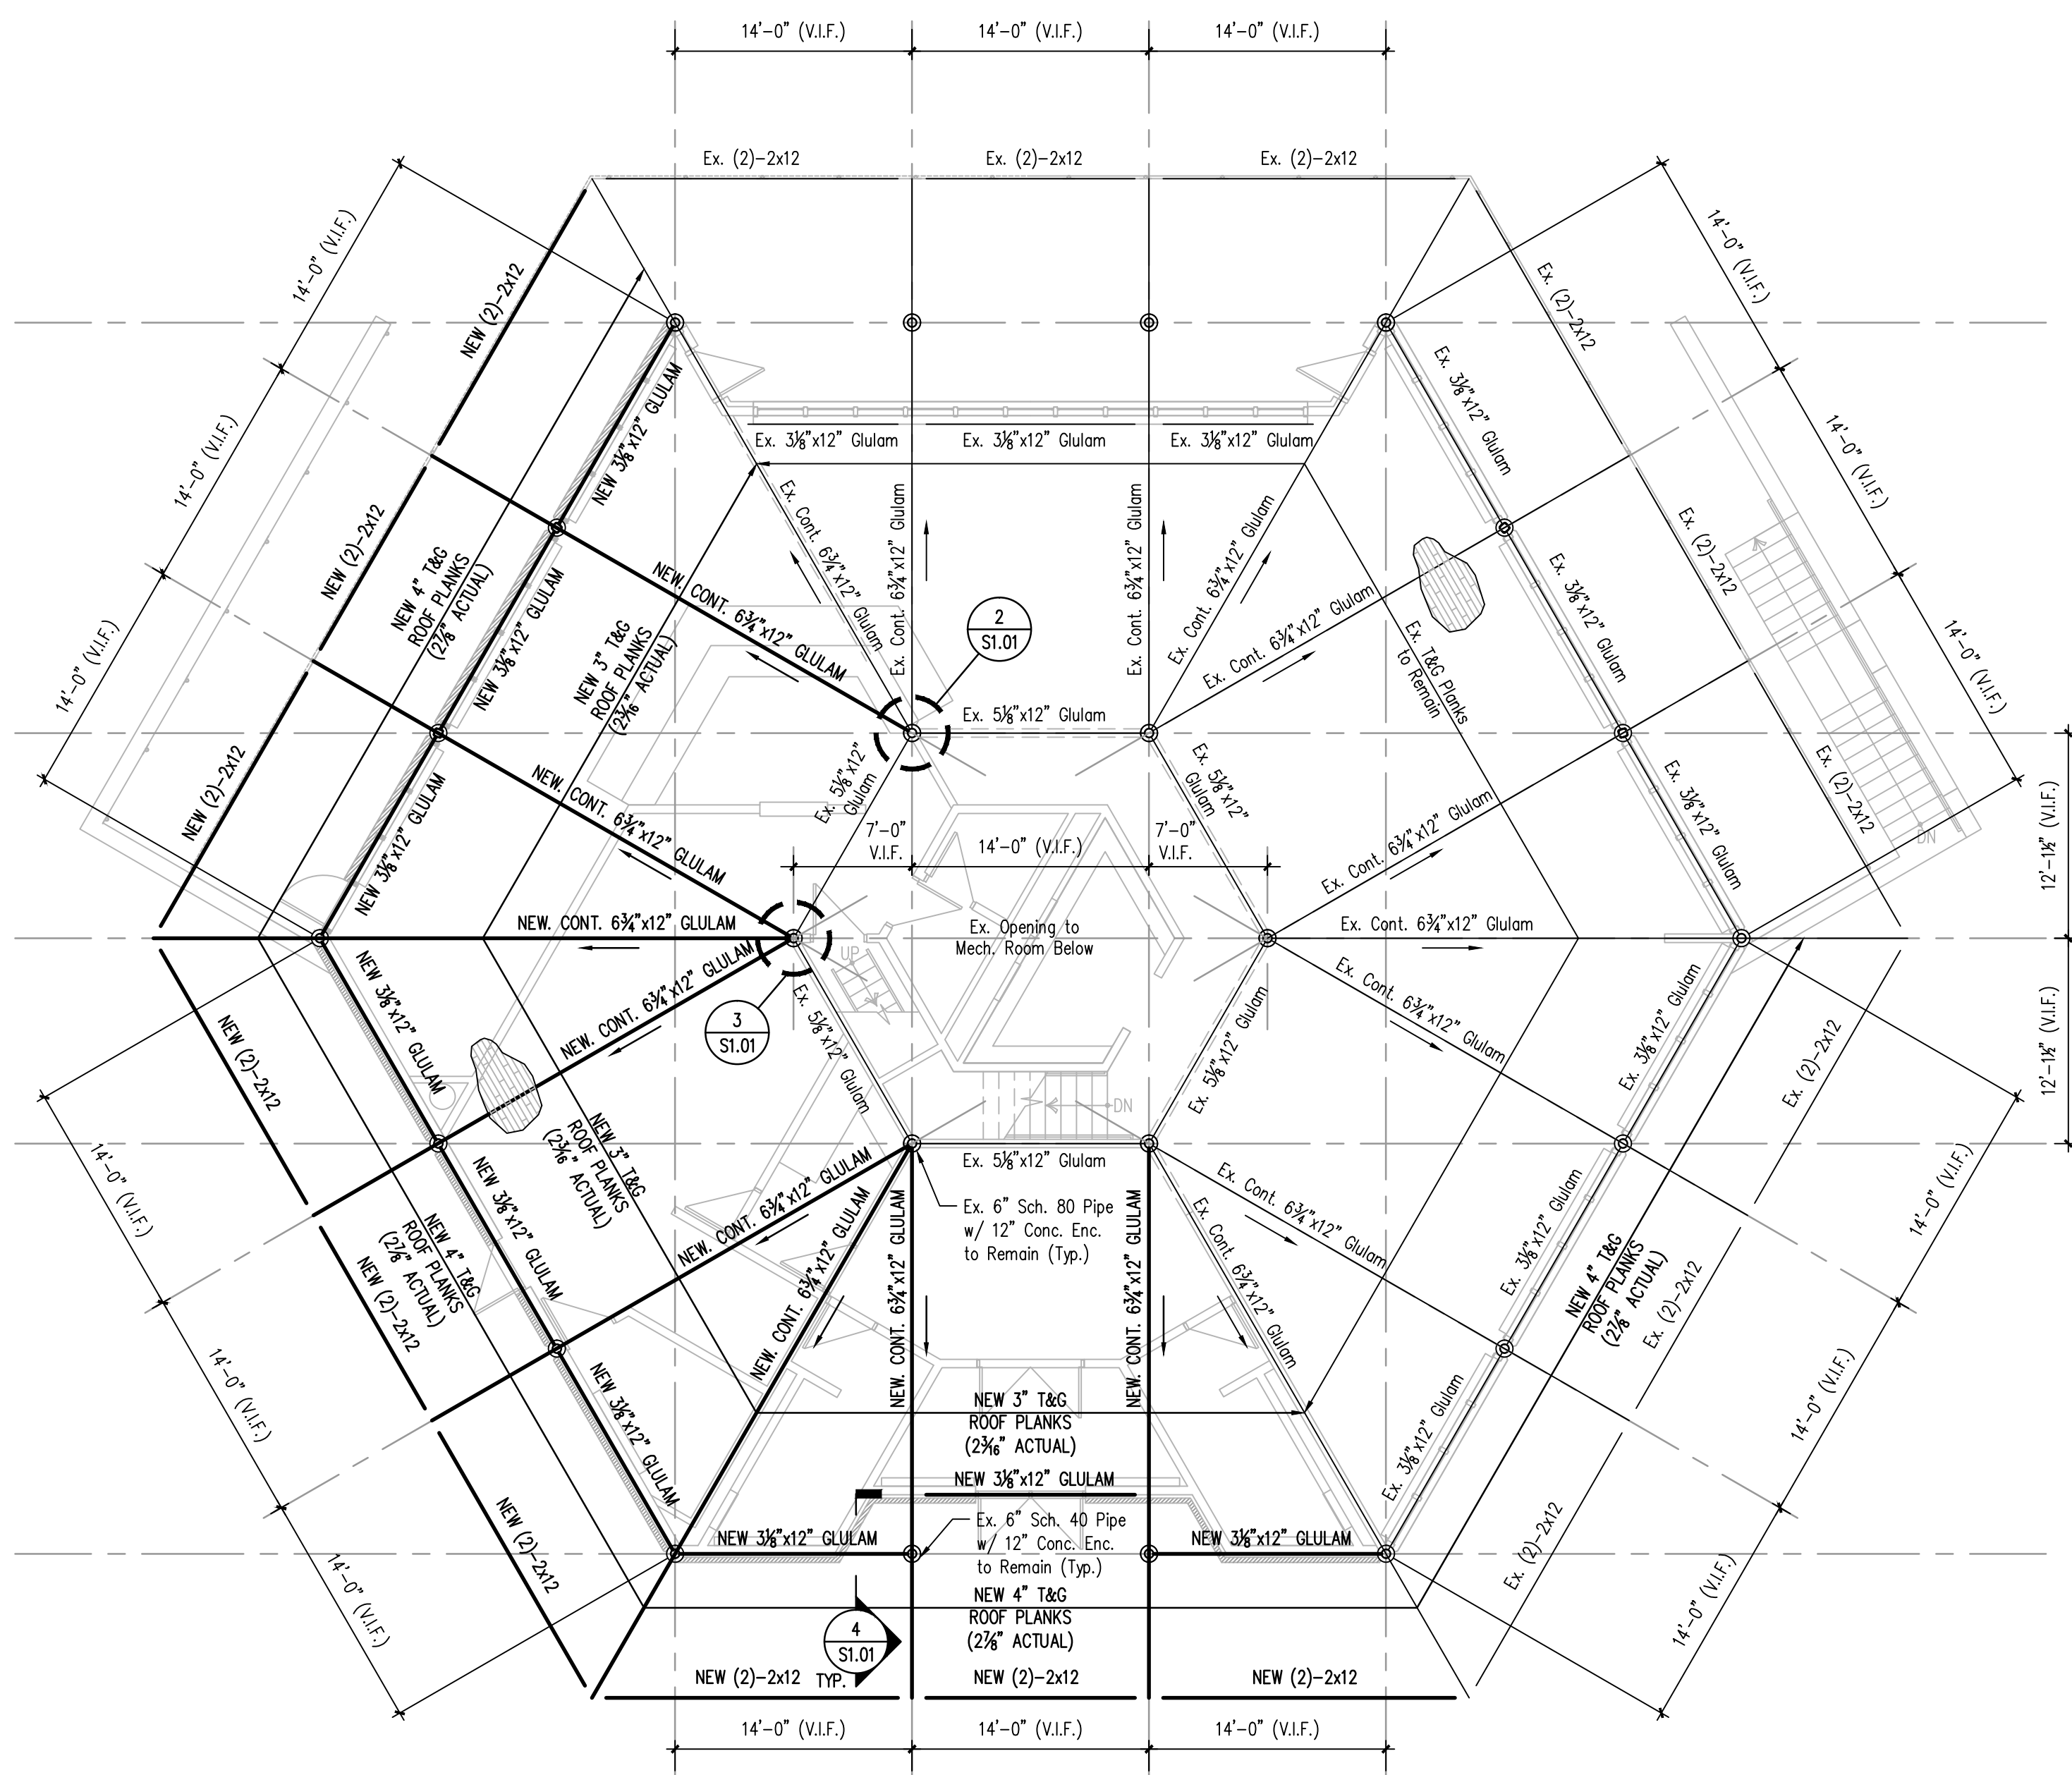 14'-0" (V.I.F.)
14'-0" (V.I.F.)
14'-0" (V.I.F.)
Ex. (2)-2x12
Ex. (2)-2x12
Ex. (2)-2x12
14'-0" (V.I.F.)
14'-0" (V.I.F.)
14'-0" (V.I.F.)
NEW (2)-2x12
NEW (2)-2x12
NEW (2)-2x12
NEW 4" T&G
ROOF PLANKS
(2⅞" ACTUAL)
NEW 3⅛"x12" GLULAM
NEW 3⅛"x12" GLULAM
NEW 3⅛"x12" GLULAM
NEW 3" T&G
ROOF PLANKS
(2³⁄₁₆" ACTUAL)
Ex. 3⅛"x12" Glulam
Ex. 3⅛"x12" Glulam
Ex. 3⅛"x12" Glulam
Ex. Cont. 6¾"x12" Glulam
Ex. Cont. 6¾"x12" Glulam
Ex. Cont. 6¾"x12" Glulam
Ex. Cont. 6¾"x12" Glulam
Ex. Cont. 6¾"x12" Glulam
NEW. CONT. 6¾"x12" GLULAM
NEW. CONT. 6¾"x12" GLULAM
2
S1.01
Ex. (2)-2x12
Ex. (2)-2x12
Ex. (2)-2x12
14'-0" (V.I.F.)
14'-0" (V.I.F.)
14'-0" (V.I.F.)
Ex. 3⅛"x12" Glulam
Ex. 3⅛"x12" Glulam
Ex. 3⅛"x12" Glulam
Ex. T&G Planks
to Remain
DN
Ex. 5⅛"x12" Glulam
Ex. 5⅛"x12"
Glulam
Ex. 5⅛"x12"
Glulam
7'-0"
V.I.F.
14'-0" (V.I.F.)
7'-0"
V.I.F.
Ex. Cont. 6¾"x12" Glulam
12'-1½" (V.I.F.)
12'-1½" (V.I.F.)
NEW. CONT. 6¾"x12" GLULAM
Ex. Opening to
Mech. Room Below
UP
Ex. Cont. 6¾"x12" Glulam
NEW. CONT. 6¾"x12" GLULAM
3
S1.01
Ex. 5⅛"x12" Glulam
Ex. 5⅛"x12" Glulam
Ex. Cont. 6¾"x12" Glulam
DN
Ex. 5⅛"x12" Glulam
Ex. 6" Sch. 80 Pipe
w/ 12" Conc. Enc.
to Remain (Typ.)
NEW (2)-2x12
NEW (2)-2x12
NEW (2)-2x12
NEW 3⅛"x12" GLULAM
NEW 3⅛"x12" GLULAM
NEW 3⅛"x12" GLULAM
NEW 3" T&G
ROOF PLANKS
(2³⁄₁₆" ACTUAL)
NEW 4" T&G
ROOF PLANKS
(2⅞" ACTUAL)
14'-0" (V.I.F.)
14'-0" (V.I.F.)
14'-0" (V.I.F.)
NEW. CONT. 6¾"x12" GLULAM
NEW. CONT. 6¾"x12" GLULAM
NEW. CONT. 6¾"x12" GLULAM
NEW. CONT. 6¾"x12" GLULAM
Ex. Cont. 6¾"x12" Glulam
Ex. Cont. 6¾"x12" Glulam
Ex. 3⅛"x12" Glulam
Ex. 3⅛"x12" Glulam
Ex. 3⅛"x12" Glulam
Ex. (2)-2x12
Ex. (2)-2x12
Ex. (2)-2x12
NEW 4" T&G
ROOF PLANKS
(2⅞" ACTUAL)
14'-0" (V.I.F.)
14'-0" (V.I.F.)
14'-0" (V.I.F.)
NEW 3" T&G
ROOF PLANKS
(2³⁄₁₆" ACTUAL)
NEW 3⅛"x12" GLULAM
Ex. 6" Sch. 40 Pipe
w/ 12" Conc. Enc.
to Remain (Typ.)
NEW 3⅛"x12" GLULAM
NEW 3⅛"x12" GLULAM
NEW 4" T&G
ROOF PLANKS
(2⅞" ACTUAL)
4
S1.01
TYP.
NEW (2)-2x12
NEW (2)-2x12
NEW (2)-2x12
14'-0" (V.I.F.)
14'-0" (V.I.F.)
14'-0" (V.I.F.)